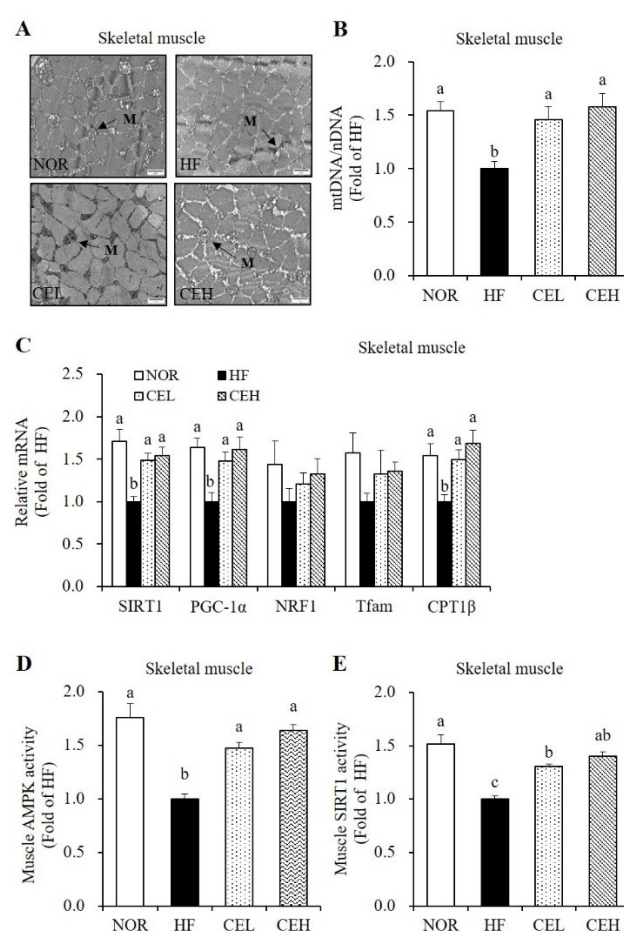 A
Skeletal muscle
M
NOR
M
HF
M
CEL
M
CEH
B
Skeletal muscle
mtDNA/nDNA
(Fold of HF)
2.0
1.5
1.0
0.5
0.0
a
b
a
a
NOR HF CEL CEH
C
Skeletal muscle
NOR HF
CEL CEH
Relative mRNA
(Fold of HF)
2.5
2.0
1.5
1.0
0.5
0.0
a b a a
a b a a
a b a a
SIRT1 PGC-1α NRF1 Tfam CPT1β
D
Skeletal muscle
Muscle AMPK activity
(Fold of HF)
2.0
1.5
1.0
0.5
0.0
a
b
a
a
NOR HF CEL CEH
E
Skeletal muscle
Muscle SIRT1 activity
(Fold of HF)
2.0
1.5
1.0
0.5
0.0
a
c
b
ab
NOR HF CEL CEH